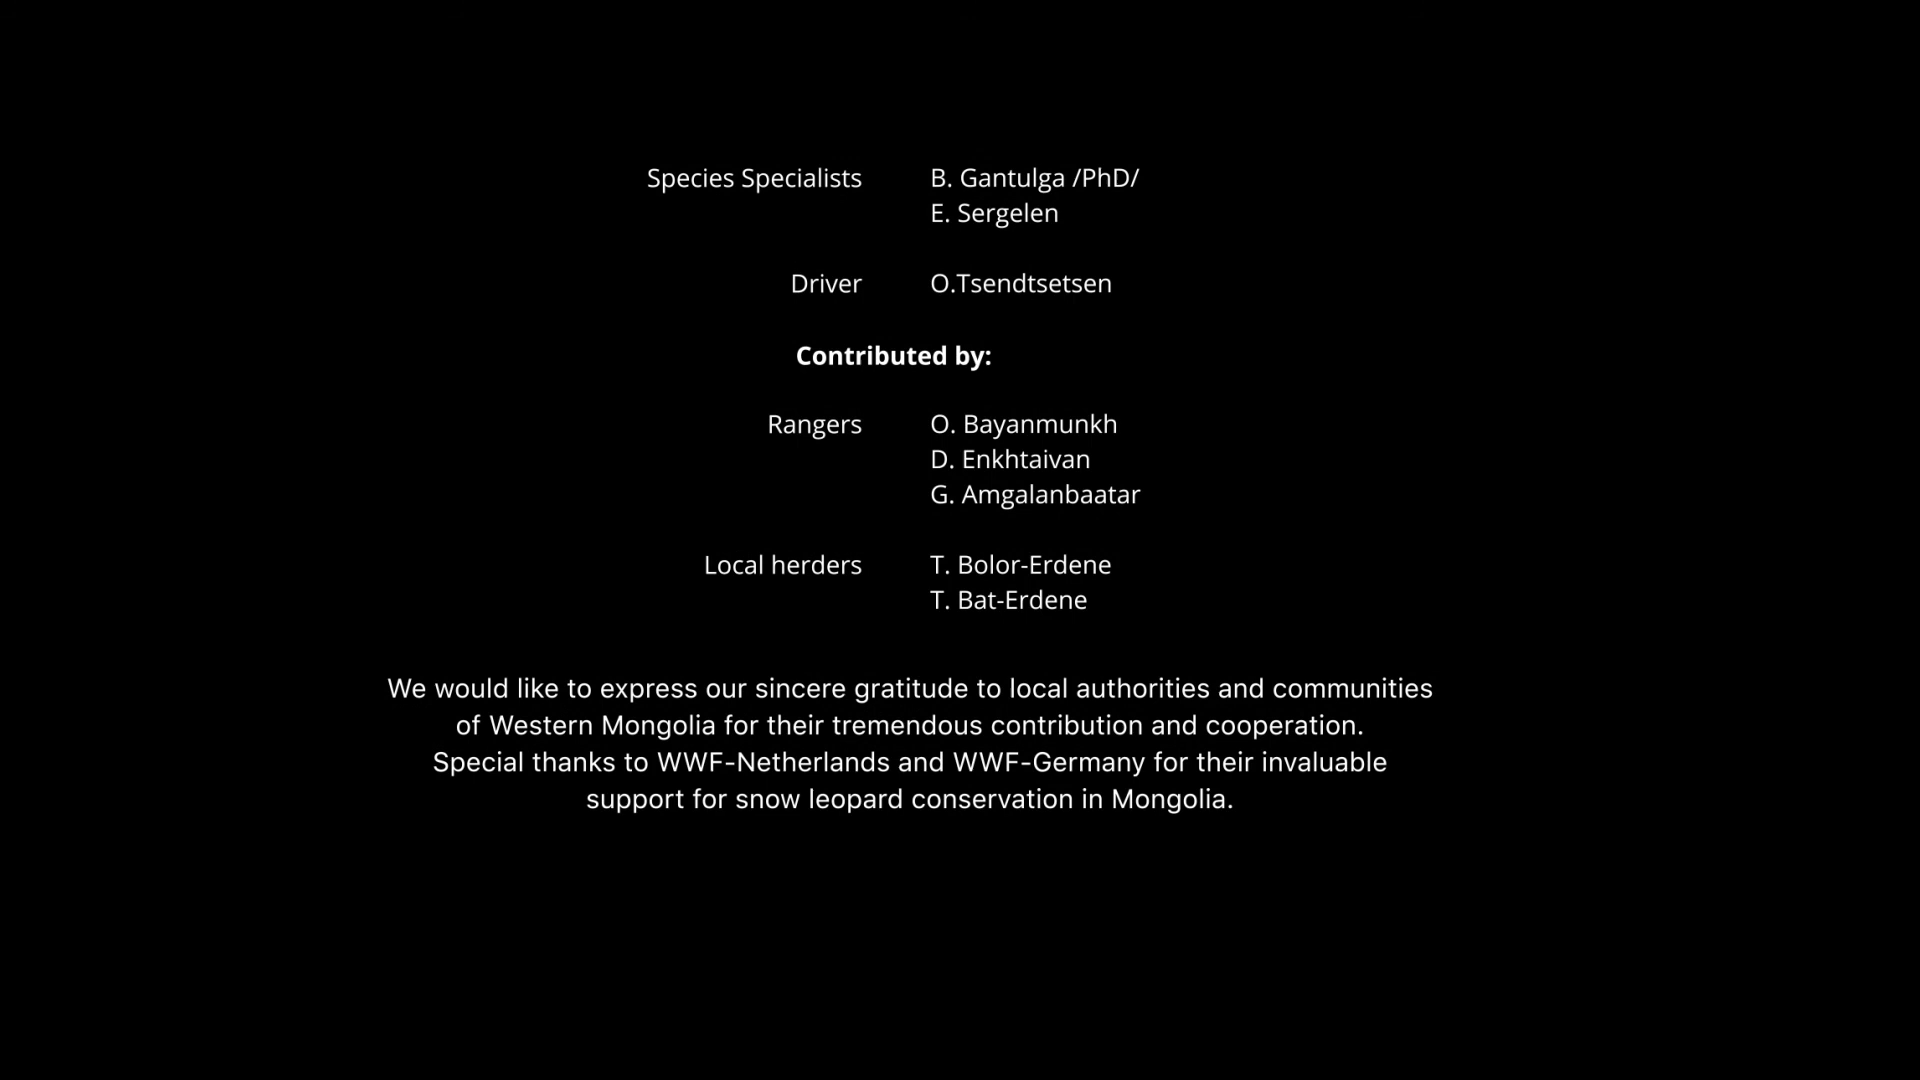 Species Specialists B. Gantulga /PhD/
E. Sergelen
Driver O.Tsendtsetsen
Contributed by:
Rangers O. Bayanmunkh
D. Enkhtaivan
G. Amgalanbaatar
Local herders T. Bolor-Erdene
T. Bat-Erdene
We would like to express our sincere gratitude to local authorities and communities
of Western Mongolia for their tremendous contribution and cooperation.
Special thanks to WWF-Netherlands and WWF-Germany for their invaluable
support for snow leopard conservation in Mongolia.